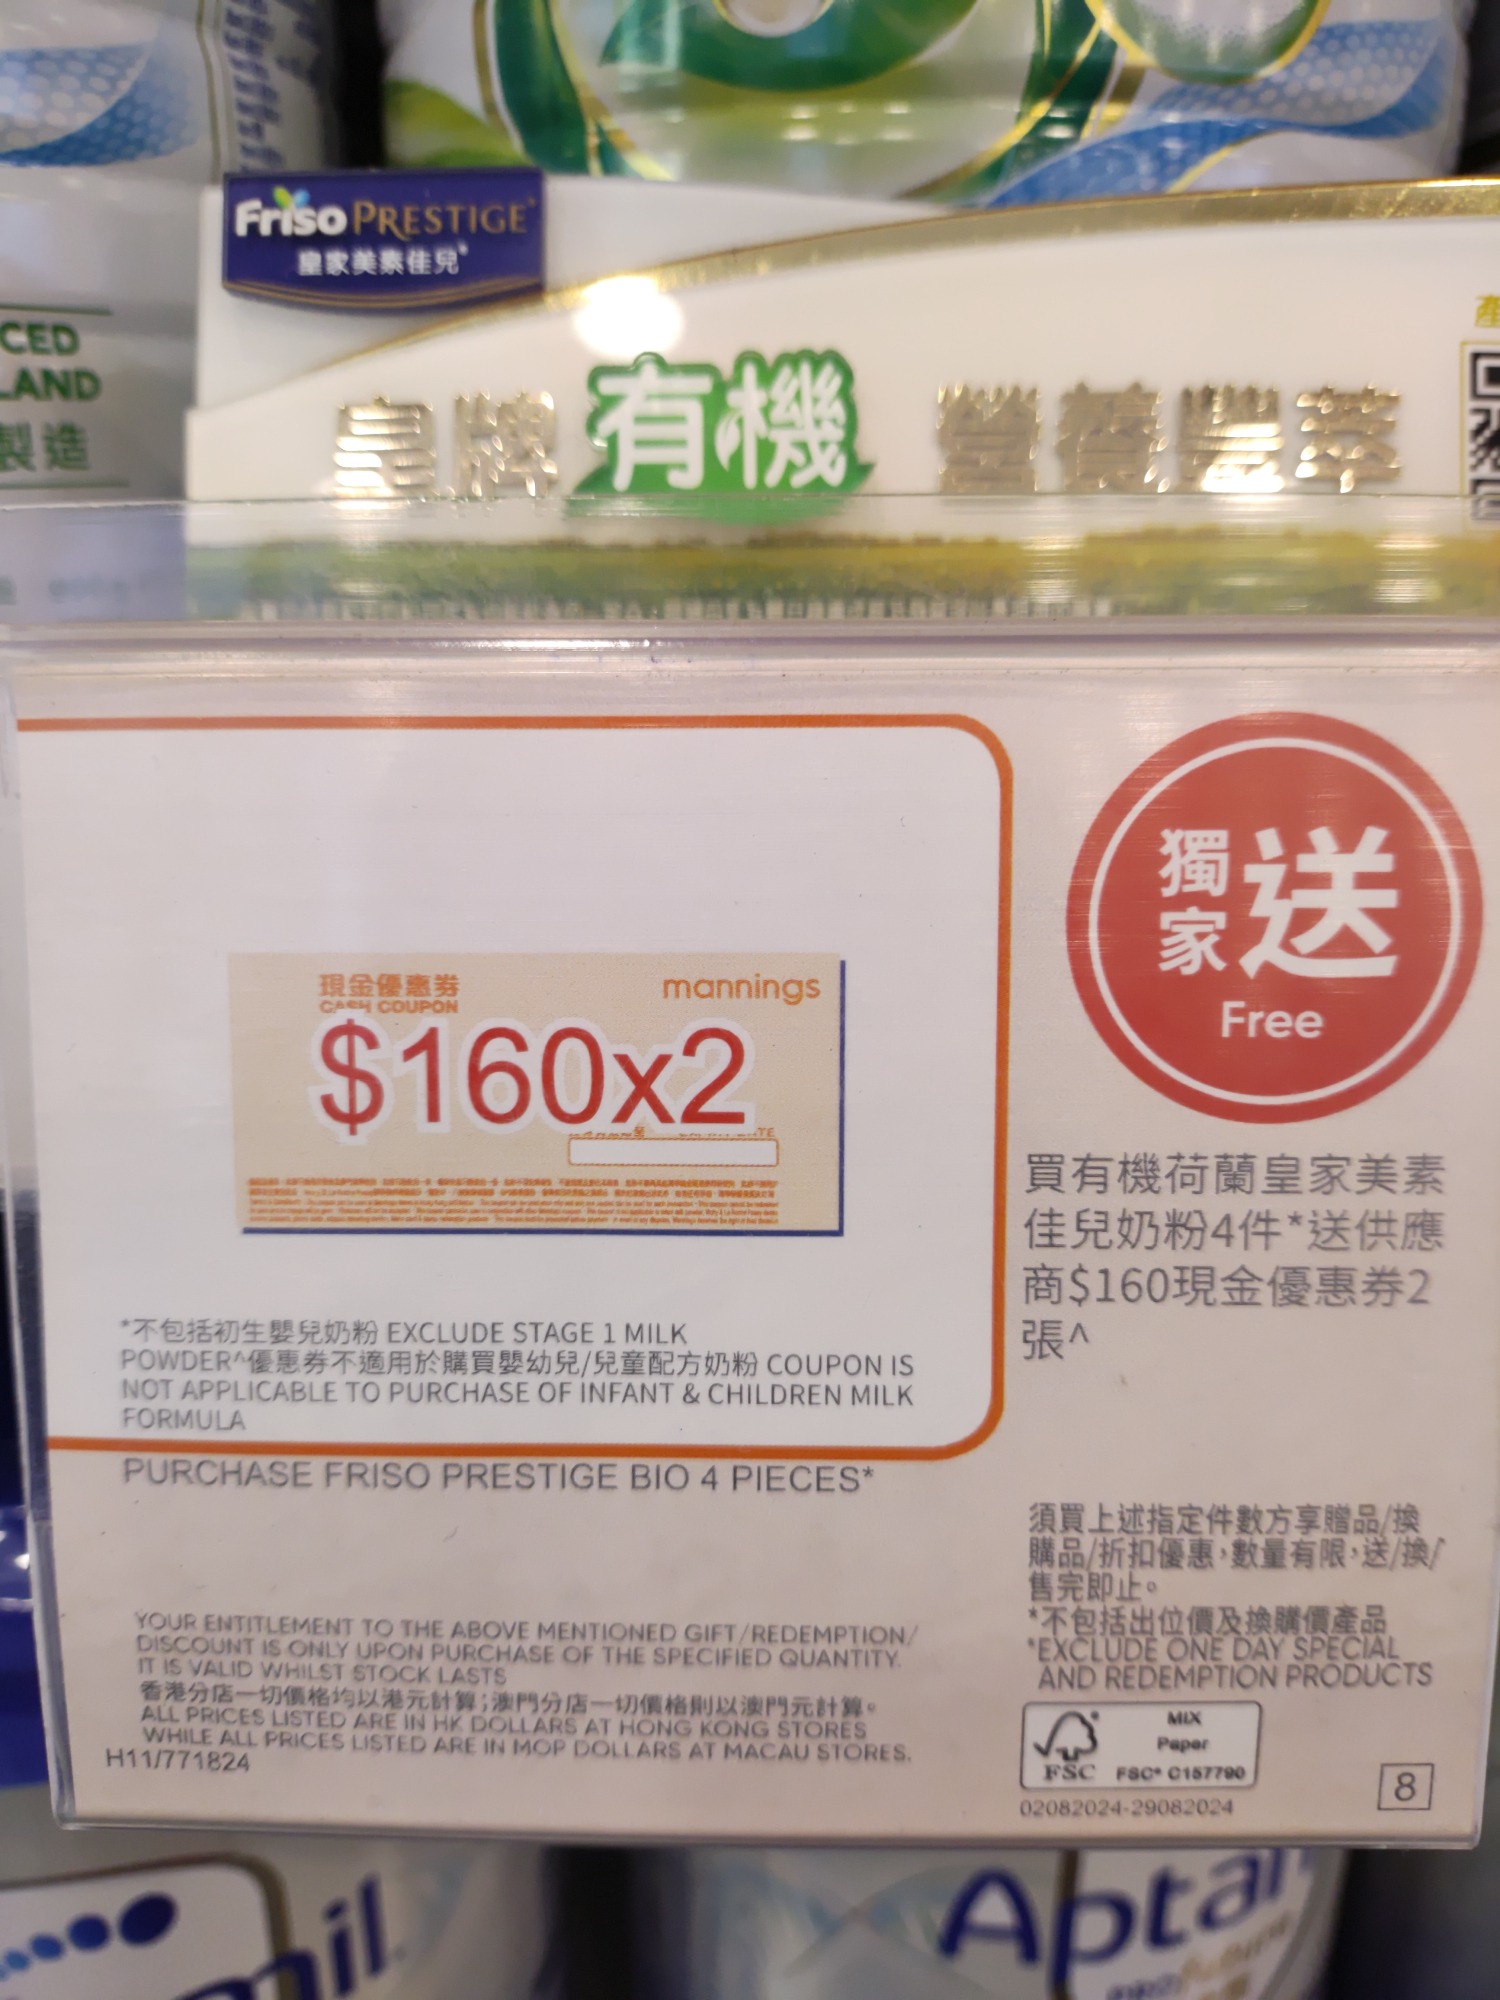 Friso PRESTIGE
皇家美素佳兒
CED
LAND
製造
皇牌 有機 營養豐萃
產
現金優惠券
CASH COUPON
mannings
$160x2
獨家 送
Free
買有機荷蘭皇家美素
佳兒奶粉4件*送供應
商$160現金優惠券2
張^
*不包括初生嬰兒奶粉 EXCLUDE STAGE 1 MILK
POWDER^優惠券不適用於購買嬰幼兒/兒童配方奶粉 COUPON IS
NOT APPLICABLE TO PURCHASE OF INFANT & CHILDREN MILK
FORMULA
PURCHASE FRISO PRESTIGE BIO 4 PIECES*
須買上述指定件數方享贈品/換
購品/折扣優惠，數量有限，送/換/
售完即止。
*不包括出位價及換購價產品
*EXCLUDE ONE DAY SPECIAL
AND REDEMPTION PRODUCTS
YOUR ENTITLEMENT TO THE ABOVE MENTIONED GIFT/REDEMPTION/
DISCOUNT IS ONLY UPON PURCHASE OF THE SPECIFIED QUANTITY.
IT IS VALID WHILST STOCK LASTS
香港分店一切價格均以港元計算；澳門分店一切價格則以澳門元計算。
ALL PRICES LISTED ARE IN HK DOLLARS AT HONG KONG STORES
WHILE ALL PRICES LISTED ARE IN MOP DOLLARS AT MACAU STORES.
H11/771824
MIX
Paper
FSC FSC® C157790
02082024-29082024
8
mil
Aptam